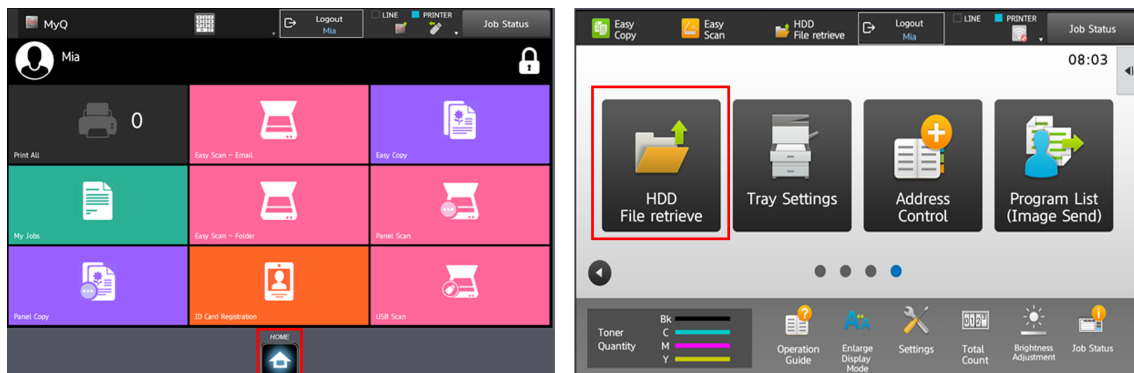 MyQ
Logout
Mia
LINE
PRINTER
Job Status
Mia
0
Print All
Easy Scan - Email
Easy Copy
My Jobs
Easy Scan - Folder
Panel Scan
Panel Copy
ID Card Registration
USB Scan
HOME
Easy
Copy
Easy
Scan
HDD
File retrieve
Logout
Mia
LINE
PRINTER
Job Status
08:03
HDD
File retrieve
Tray Settings
Address
Control
Program List
(Image Send)
Toner
Quantity
Bk
C
M
Y
Operation
Guide
Enlarge
Display
Mode
Settings
Total
Count
Brightness
Adjustment
Job Status